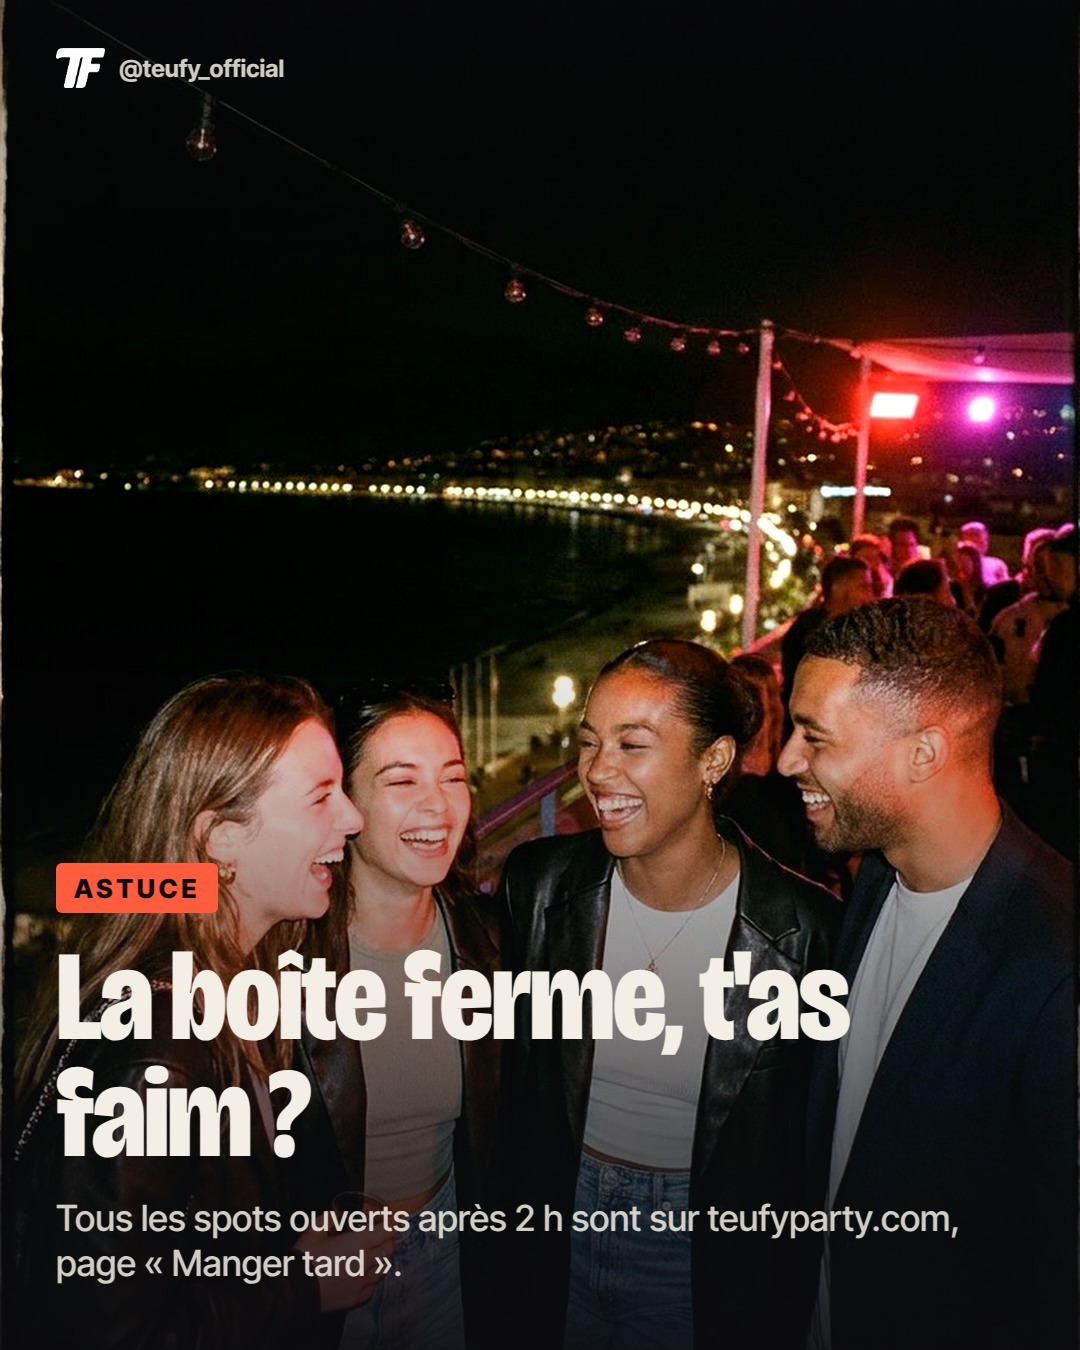 TF @teufy_official
ASTUCE
La boîte ferme, t'as
faim ?
Tous les spots ouverts après 2 h sont sur teufyparty.com,
page « Manger tard ».